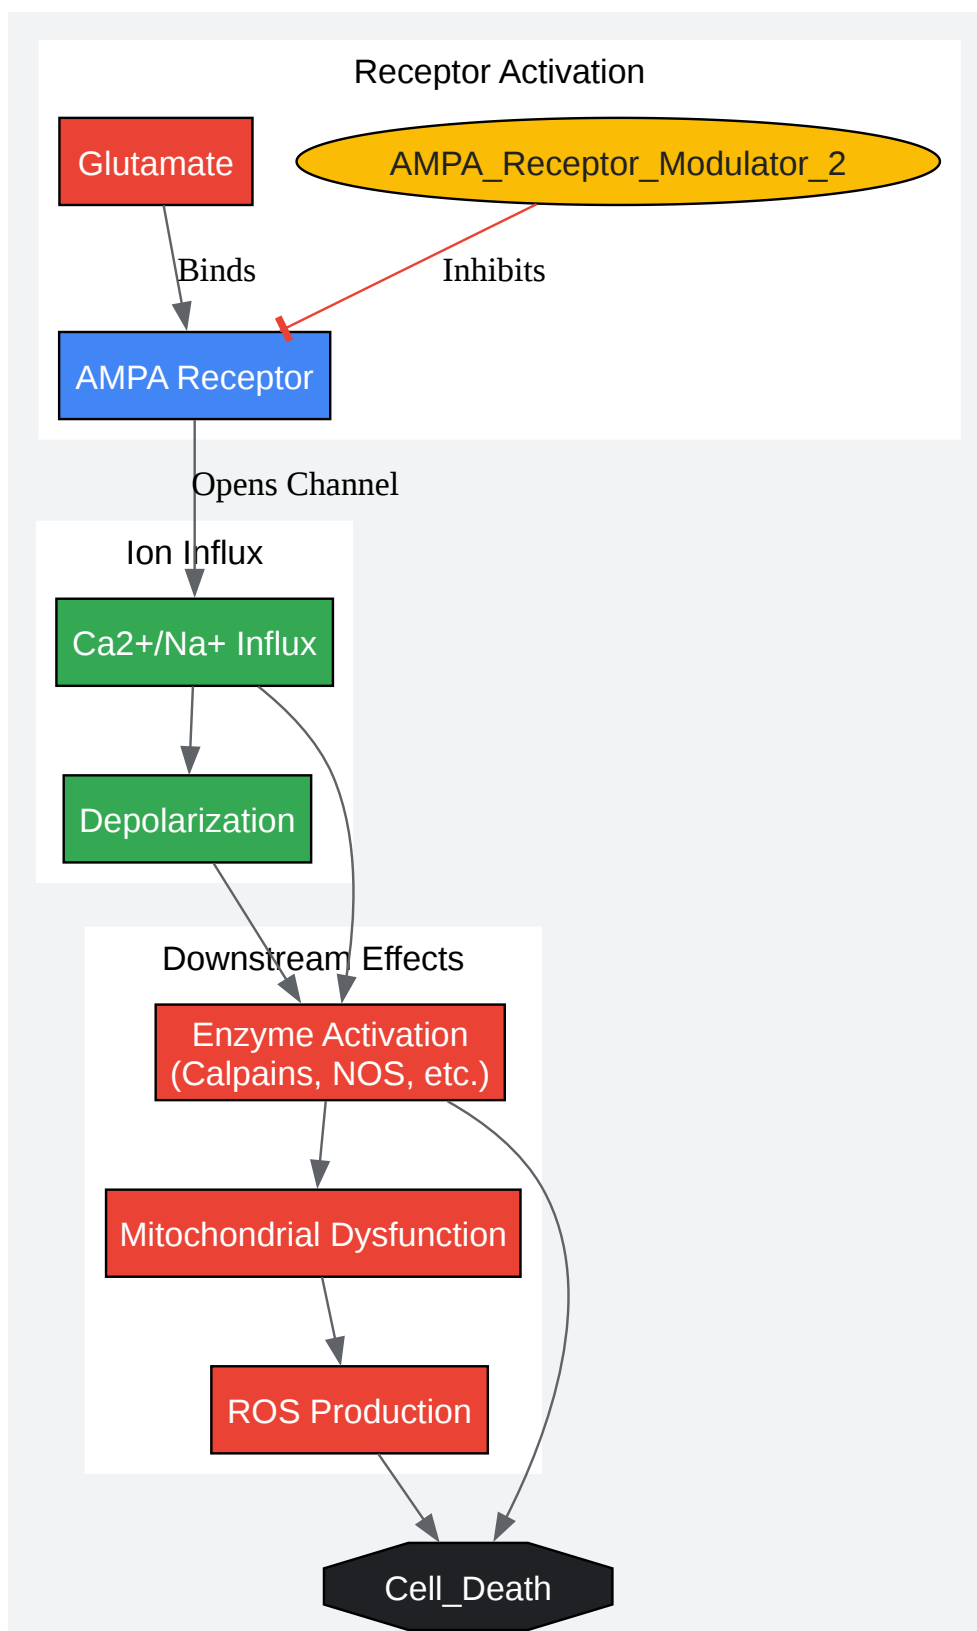 Receptor Activation
Glutamate
AMPA_Receptor_Modulator_2
Binds
Inhibits
AMPA Receptor
Opens Channel
Ion Influx
Ca2+/Na+ Influx
Depolarization
Downstream Effects
Enzyme Activation
(Calpains, NOS, etc.)
Mitochondrial Dysfunction
ROS Production
Cell_Death